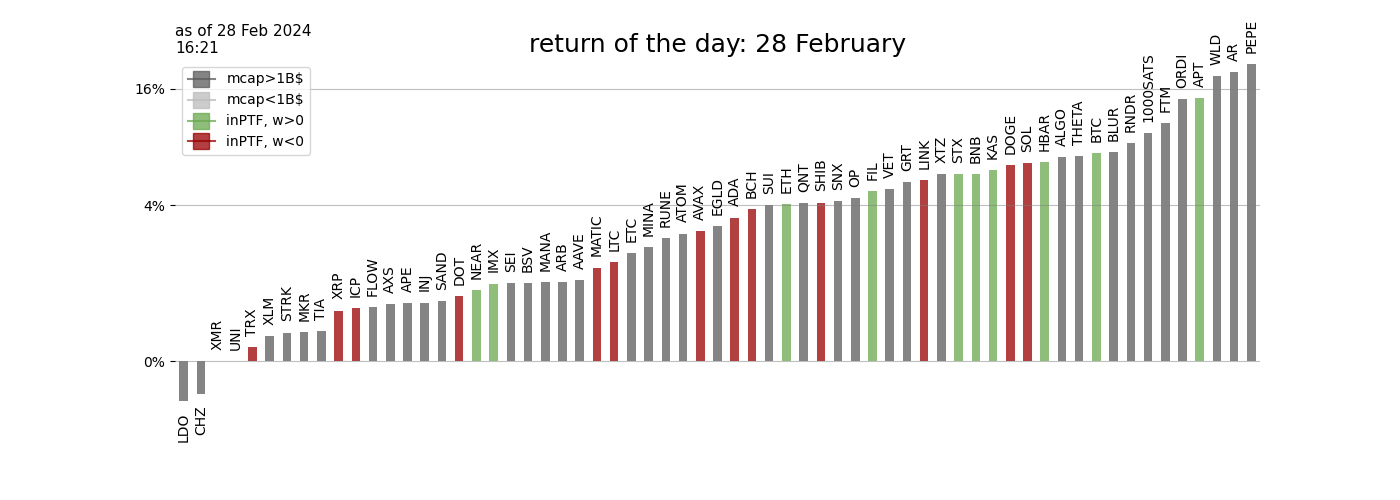 as of 28 Feb 2024
16:21
return of the day: 28 February
mcap>1B$
mcap<1B$
inPTF, w>0
inPTF, w<0
16%
4%
0%
LDO
CHZ
XMR
UNI
TRX
XLM
STRK
MKR
TIA
XRP
ICP
FLOW
AXS
APE
INJ
SAND
DOT
NEAR
IMX
SEI
BSV
MANA
ARB
AAVE
MATIC
LTC
ETC
MINA
RUNE
ATOM
AVAX
EGLD
ADA
BCH
SUI
ETH
QNT
SHIB
SNX
OP
FIL
VET
GRT
LINK
XTZ
STX
BNB
KAS
DOGE
SOL
HBAR
ALGO
THETA
BTC
BLUR
RNDR
1000SATS
FTM
ORDI
APT
WLD
AR
PEPE